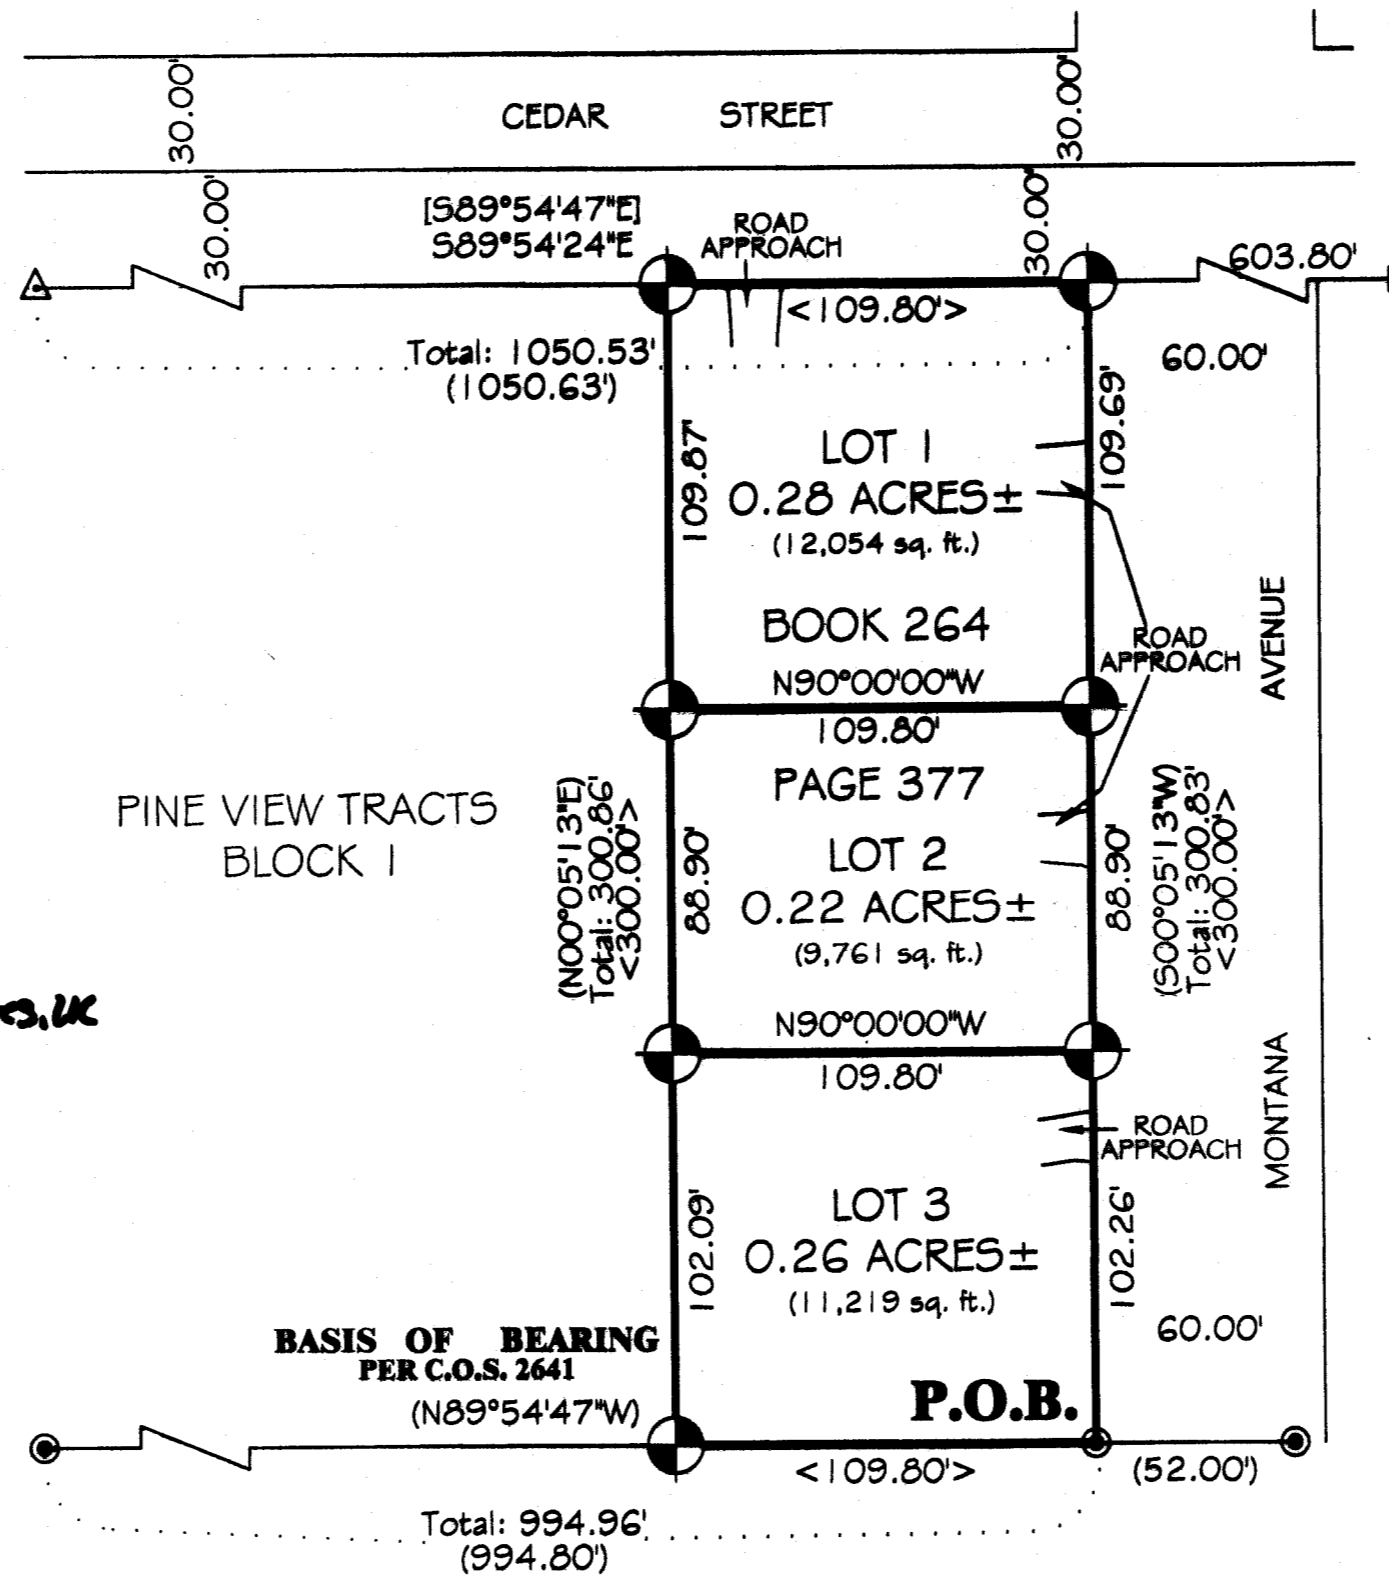 30.00'
CEDAR STREET
30.00'
30.00'
[S89°54'47"E]
S89°54'24"E
ROAD
APPROACH
30.00'
603.80'
<109.80'>
Total: 1050.53'
(1050.63')
60.00'
109.87'
LOT 1
0.28 ACRES±
(12,054 sq. ft.)
109.69'
BOOK 264
N90°00'00"W
109.80'
ROAD
APPROACH
AVENUE
PINE VIEW TRACTS
BLOCK 1
(N00°05'13"E)
Total: 300.86'
<300.00'>
88.90'
PAGE 377
LOT 2
0.22 ACRES±
(9,761 sq. ft.)
88.90'
(S00°05'13"W)
Total: 300.83'
<300.00'>
N90°00'00"W
109.80'
ROAD
APPROACH
MONTANA
102.09'
LOT 3
0.26 ACRES±
(11,219 sq. ft.)
102.26'
60.00'
BASIS OF BEARING
PER C.O.S. 2641
(N89°54'47"W)
P.O.B.
<109.80'>
(52.00')
Total: 994.96'
(994.80')